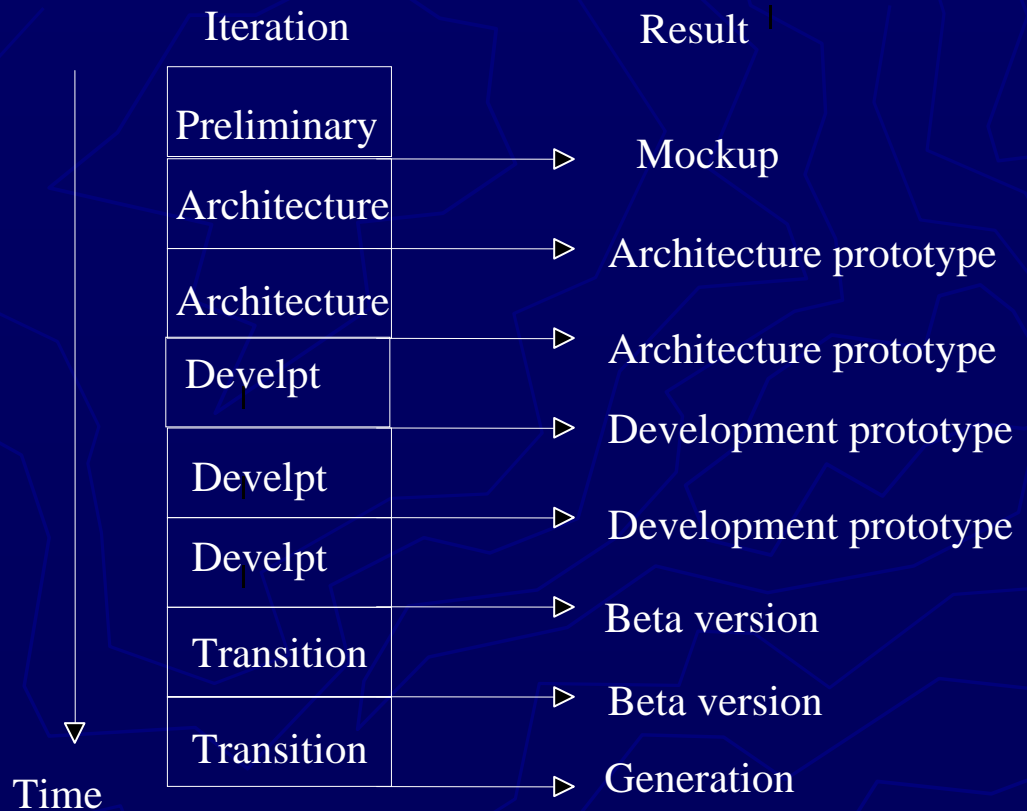 Iteration Result
Preliminary
Mockup
Architecture
Architecture prototype
Architecture
Architecture prototype
Develpt
Development prototype
Develpt
Development prototype
Develpt
Beta version
Transition
Beta version
Transition
Generation
Time